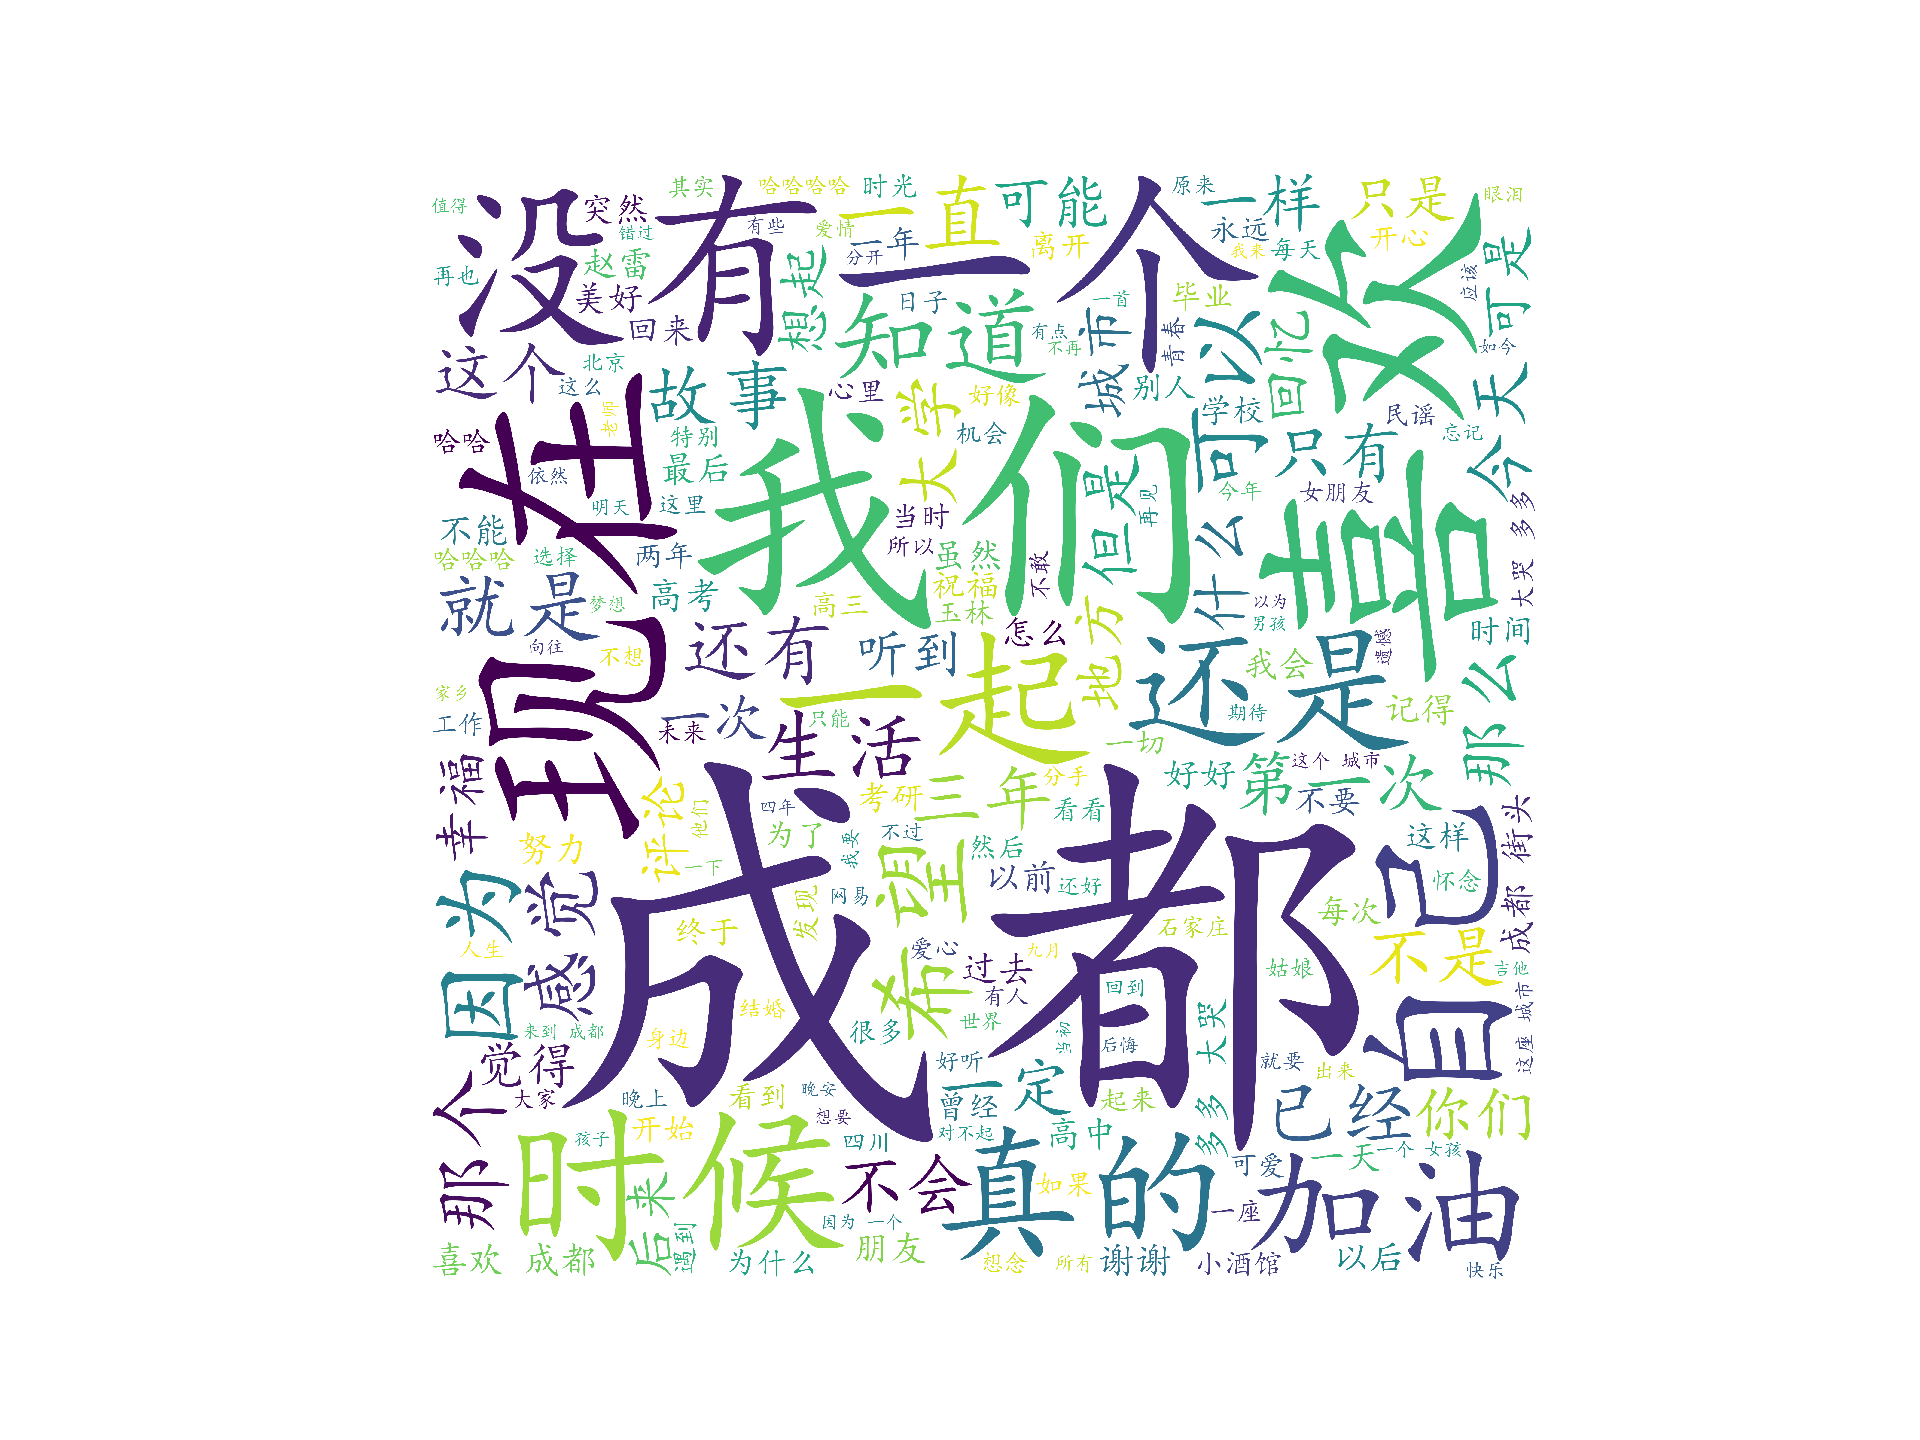 值得
没有
突然
其实
哈哈哈哈
时光
一直
可能
一个
原来
一样
只是
眼泪
错过
有些
爱情
一年
分开
离开
永远
我来
每天
开心
喜欢
可是
应该
再也
赵雷
美好
回来
想起
日子
知道
一首
毕业
城市
青春
可以
回忆
有点
不再
如今
这个
北京
这么
现在
老师
故事
心里
大学
好像
别人
学校
民谣
今天
只有
忘记
哈哈
依然
特别
最后
我们
机会
但是
再见
今年
女朋友
多多 大哭
不能
明天
这里
当时
所以
什么
哈哈哈
选择
两年
虽然
不敢
就是
梦想
高考
高三
祝福
玉林
地方
以为
男孩
遗憾
时间
向往
不想
还有
听到
怎么
一起
还是
我会
那么
家乡
工作
一次
未来
只能
生活
一切
期待
记得
幸福
成都
三年
分手
好好
第一次
这个 城市
不要
评论
他们
四年
考研
看看
努力
一下
为了
不过
我要
希望
然后
这样
成都 街头
因为
感觉
发现
网易
以前
还好
自己
怀念
人生
终于
爱心
过去
九月
石家庄
每次
不是
吉他
来到 成都
身边
结婚
很多
有人
世界
回到
姑娘
这座 城市
觉得
当初
后悔
多多 大哭
那个
大家
晚上
看到
晚安
好听
一定
就要
出来
时候
孩子
开始
想要
曾经
对不起
起来
已经
你们
后来
四川
不会
高中
真的
可爱
一天
一个 女孩
遇到
因为 一个
如果
一座
加油
喜欢 成都
为什么
朋友
想念
所有
谢谢
小酒馆
以后
快乐